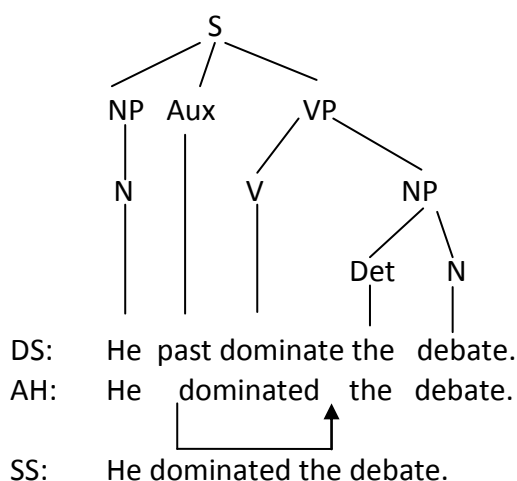 S
NP Aux VP
N V NP
Det N
DS: He past dominate the debate.
AH: He dominated the debate.
SS: He dominated the debate.